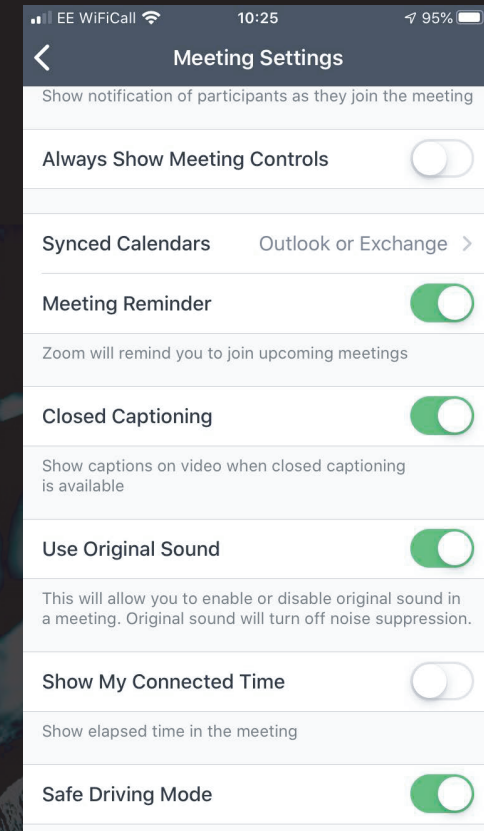 EE WiFiCall 10:25 95%
Meeting Settings
Show notification of participants as they join the meeting
Always Show Meeting Controls
Synced Calendars Outlook or Exchange >
Meeting Reminder
Zoom will remind you to join upcoming meetings
Closed Captioning
Show captions on video when closed captioning
is available
Use Original Sound
This will allow you to enable or disable original sound in
a meeting. Original sound will turn off noise suppression.
Show My Connected Time
Show elapsed time in the meeting
Safe Driving Mode